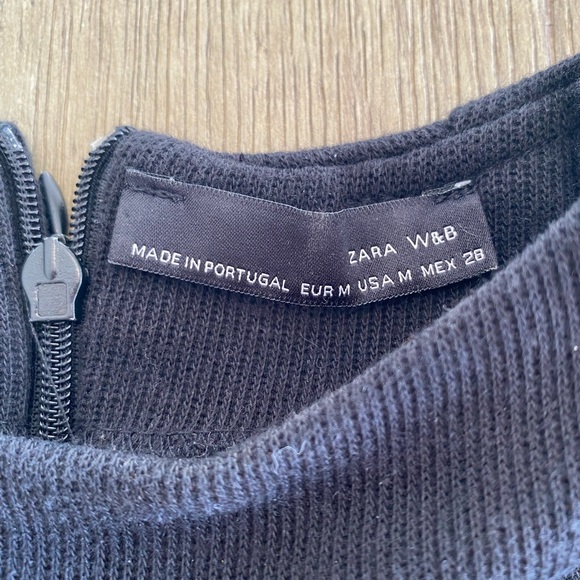 ZARA W&B
MADE IN PORTUGAL EUR M USA M MEX 28